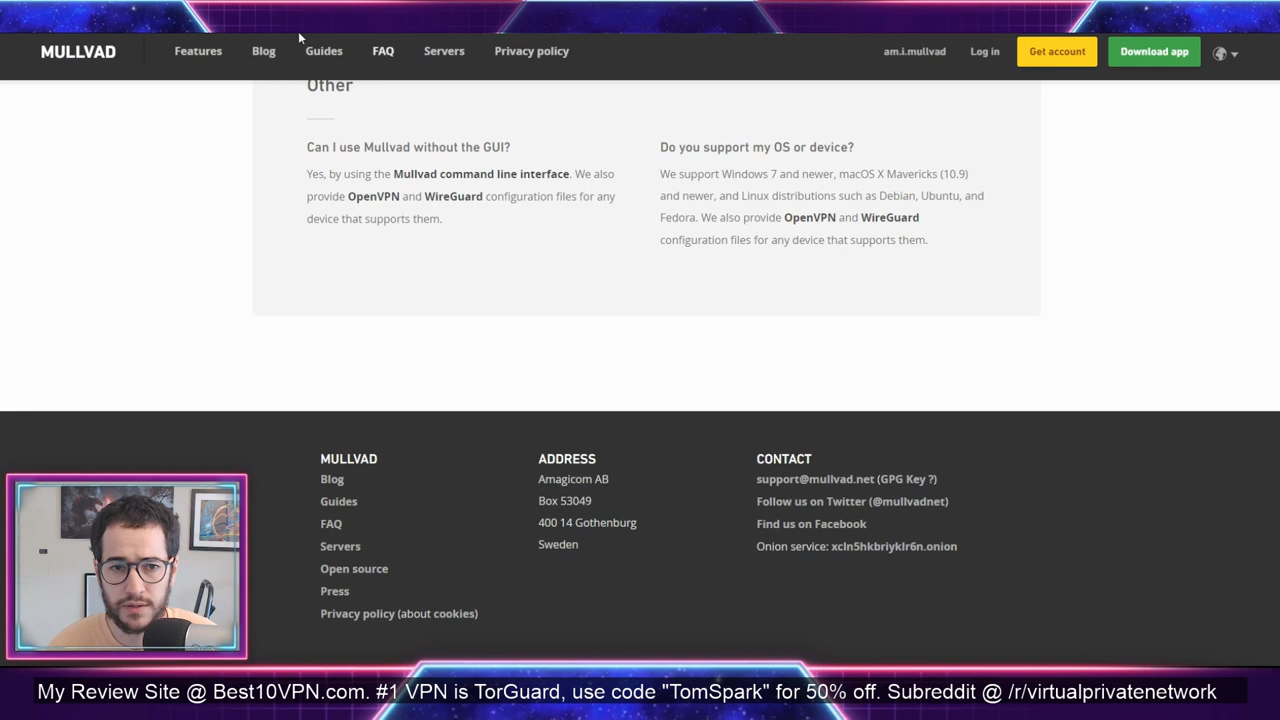 MULLVAD
Features
Blog
Guides
FAQ
Servers
Privacy policy
am.i.mullvad
Log in
Get account
Download app
Other
Can I use Mullvad without the GUI?
Yes, by using the Mullvad command line interface. We also
provide OpenVPN and WireGuard configuration files for any
device that supports them.
Do you support my OS or device?
We support Windows 7 and newer, macOS X Mavericks (10.9)
and newer, and Linux distributions such as Debian, Ubuntu, and
Fedora. We also provide OpenVPN and WireGuard
configuration files for any device that supports them.
MULLVAD
Blog
Guides
FAQ
Servers
Open source
Press
Privacy policy (about cookies)
ADDRESS
Amagicom AB
Box 53049
400 14 Gothenburg
Sweden
CONTACT
support@mullvad.net (GPG Key ?)
Follow us on Twitter (@mullvadnet)
Find us on Facebook
Onion service: xcln5hkbriyklr6n.onion
My Review Site @ Best10VPN.com. #1 VPN is TorGuard, use code "TomSpark" for 50% off. Subreddit @ /r/virtualprivatenetwork